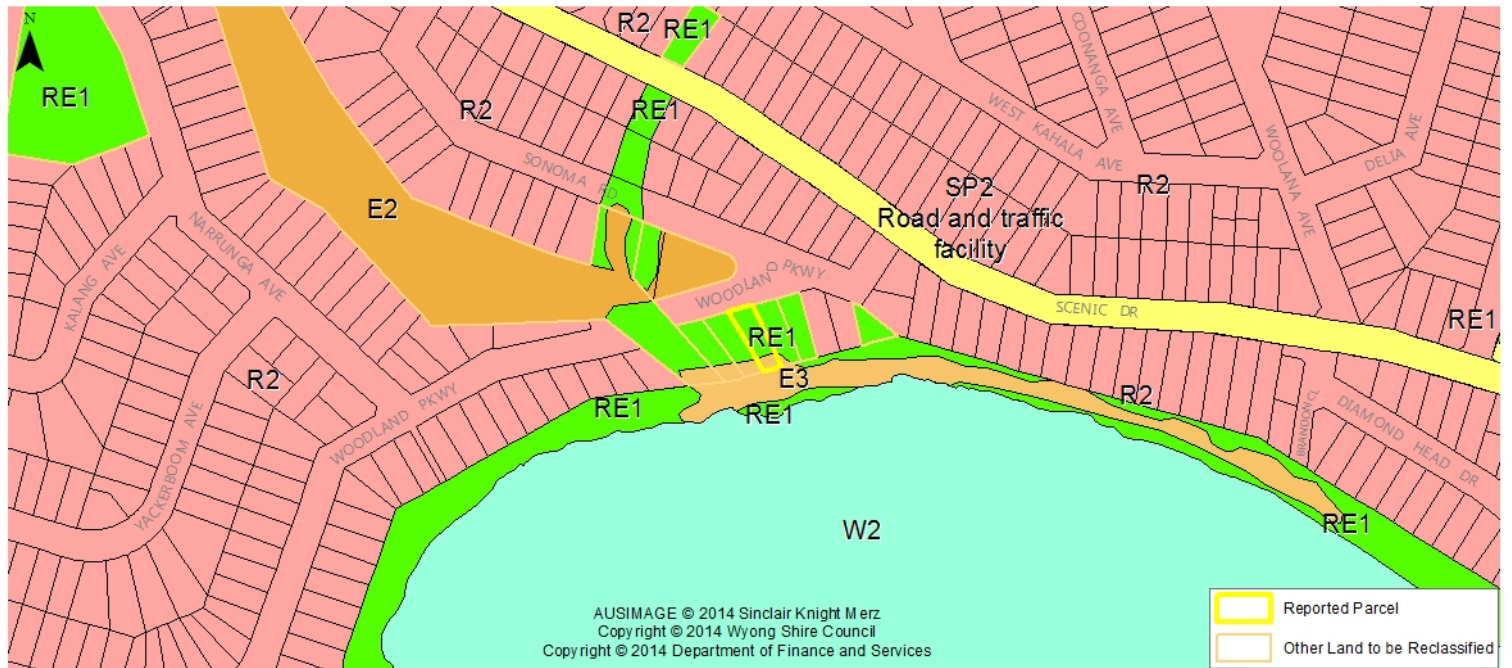 N
RE1
R2
RE1
R2
RE1
COONANGA AVE
WEST KAHALA AVE
WOOLANA AVE
DELIA AVE
SONOMA RD
E2
SP2
Road and traffic
facility
R2
NARRUNGA AVE
KALANG AVE
WOODLAND PKWY
SCENIC DR
RE1
RE1
E3
R2
R2
RE1
RE1
WOODLAND PKWY
YACKERBOOM AVE
BRANDON CL
DIAMOND HEAD DR
W2
RE1
AUSIMAGE © 2014 Sinclair Knight Merz
Copyright © 2014 Wyong Shire Council
Copyright © 2014 Department of Finance and Services
Reported Parcel
Other Land to be Reclassified